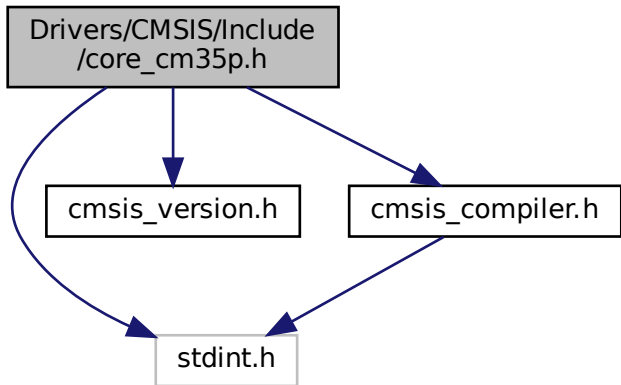 Drivers/CMSIS/Include
/core_cm35p.h
cmsis_version.h
cmsis_compiler.h
stdint.h